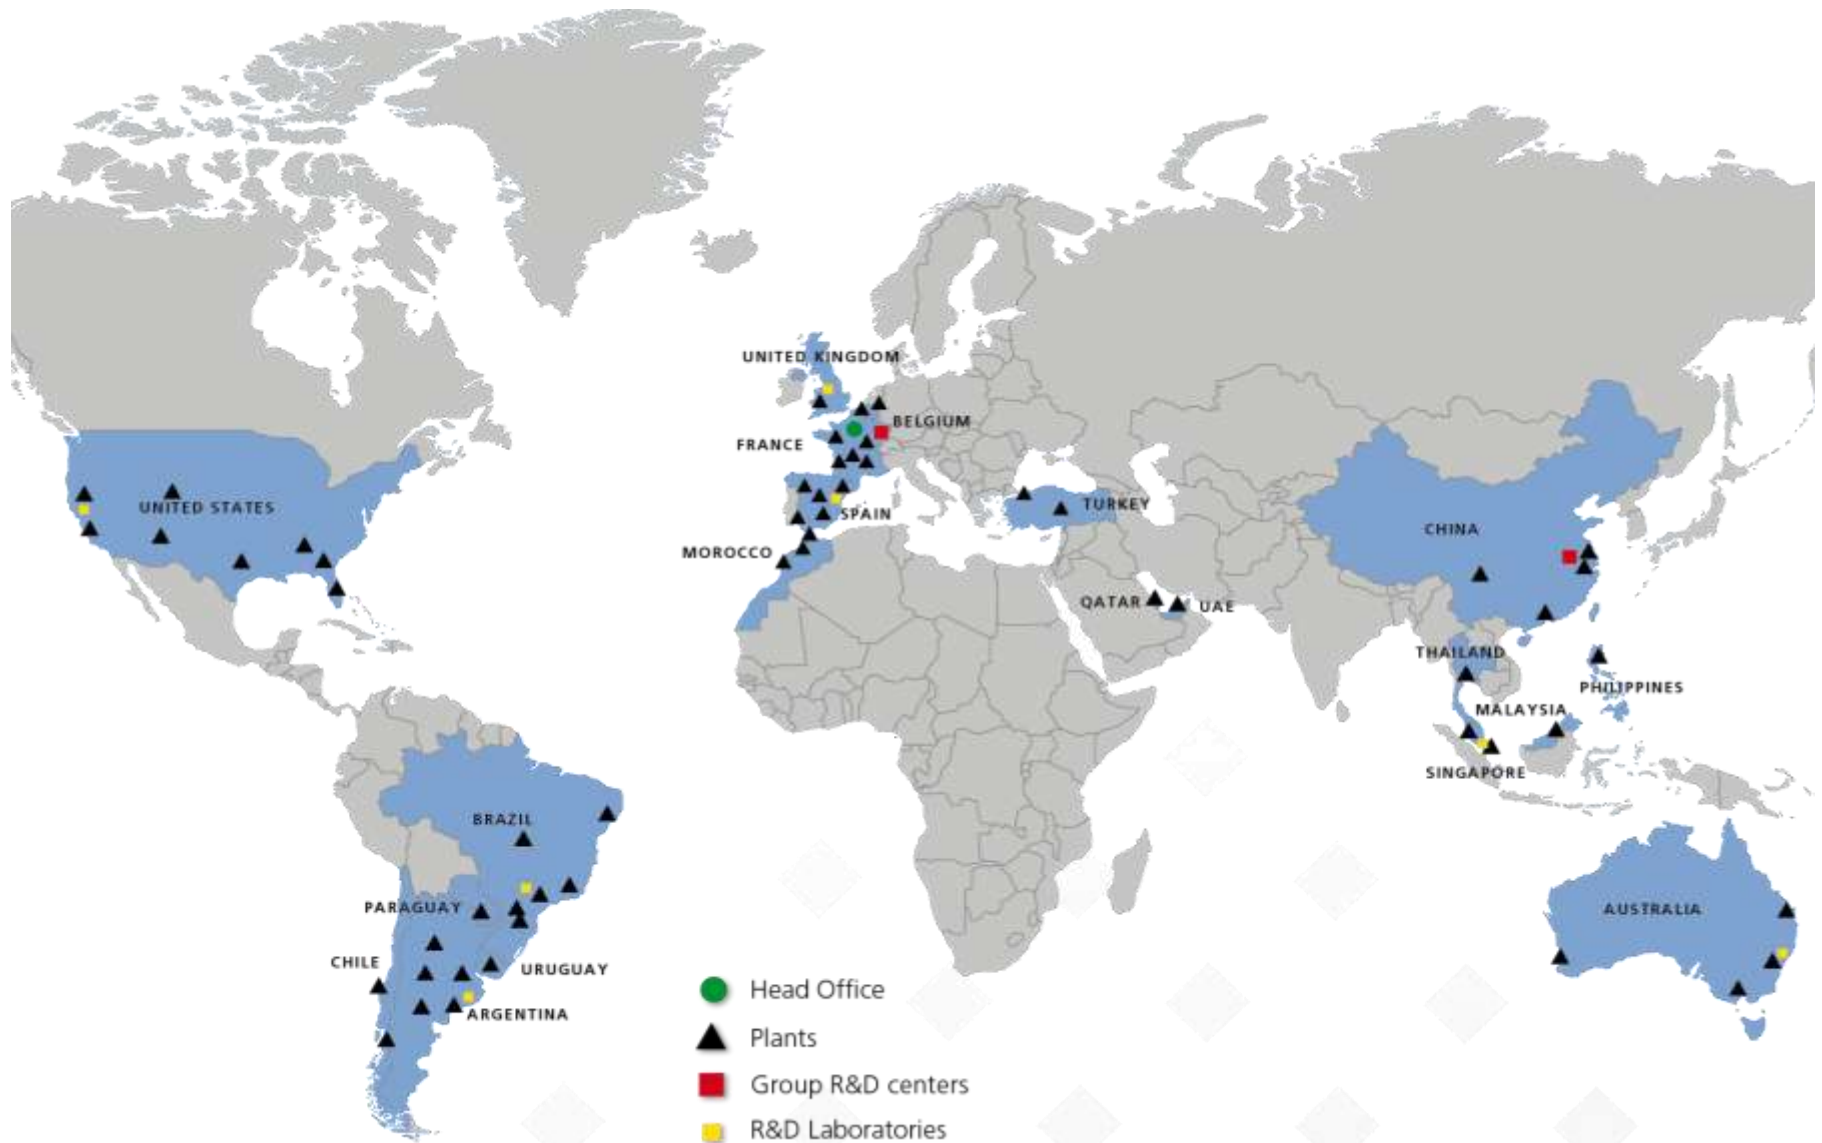 UNITED KINGDOM
BELGIUM
FRANCE
UNITED STATES
SPAIN
TURKEY
CHINA
MOROCCO
QATAR
UAE
THAILAND
PHILIPPINES
MALAYSIA
SINGAPORE
BRAZIL
PARAGUAY
AUSTRALIA
CHILE
URUGUAY
ARGENTINA
Head Office
Plants
Group R&D centers
R&D Laboratories